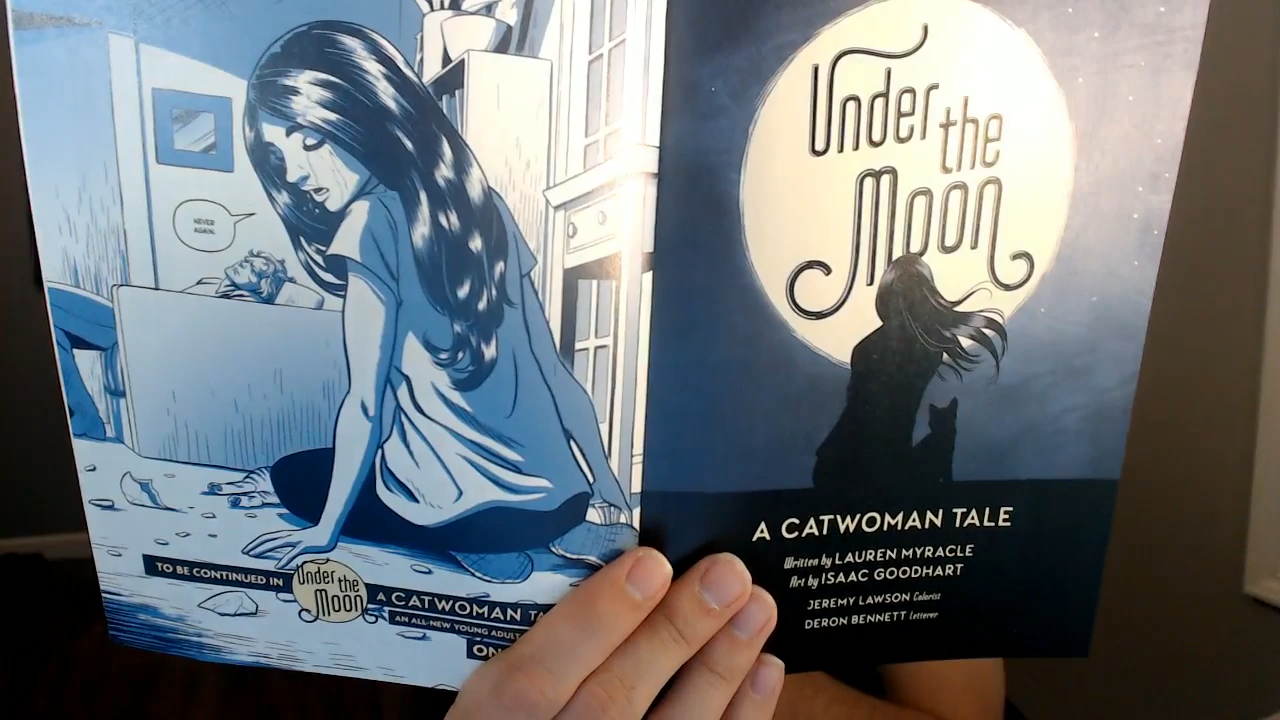 NEVER
AGAIN.
TO BE CONTINUED IN
Under
the
Moon
A CATWOMAN
AN ALL-NEW YOUNG ADULT
Under
the
Moon
A CATWOMAN TALE
Written by LAUREN MYRACLE
Art by ISAAC GOODHART
JEREMY LAWSON Colorist
DERON BENNETT Letterer